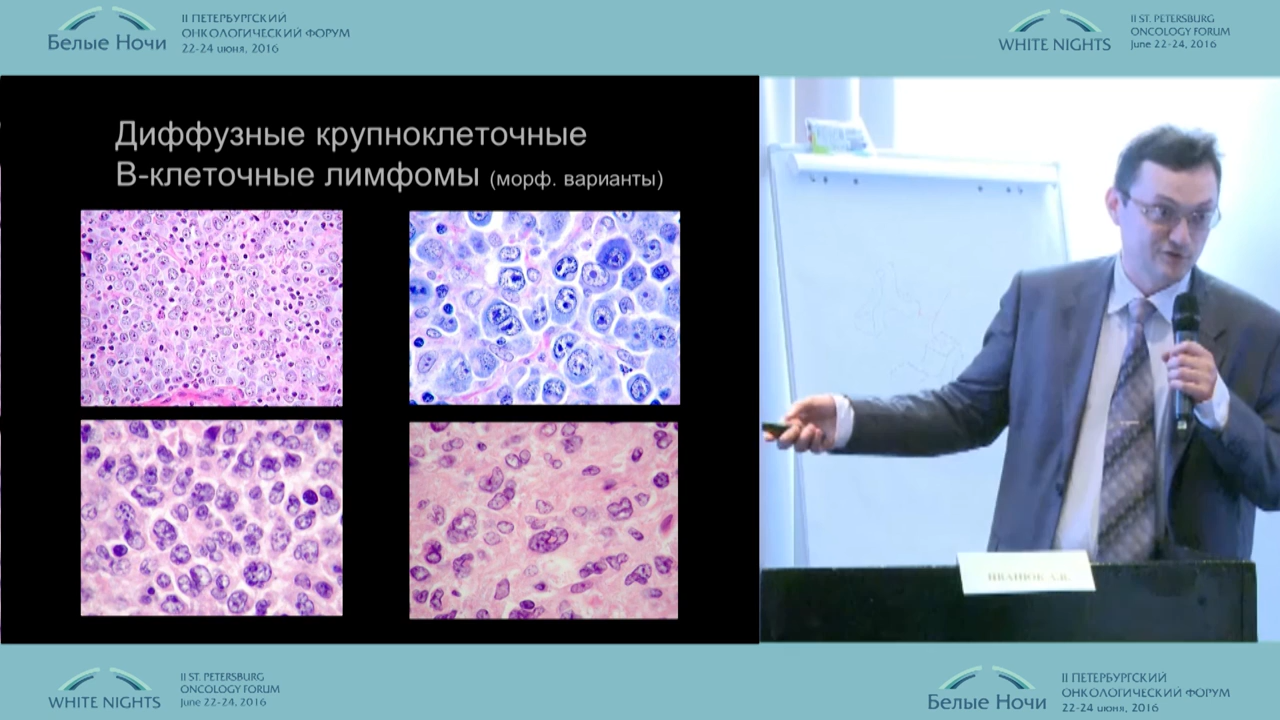 Белые Ночи
II ПЕТЕРБУРГСКИЙ
ОНКОЛОГИЧЕСКИЙ ФОРУМ
22-24 июня, 2016
WHITE NIGHTS
II ST. PETERSBURG
ONCOLOGY FORUM
June 22-24, 2016
Диффузные крупноклеточные
В-клеточные лимфомы (морф. варианты)
WHITE NIGHTS
II ST. PETERSBURG
ONCOLOGY FORUM
June 22-24, 2016
Белые Ночи
II ПЕТЕРБУРГСКИЙ
ОНКОЛОГИЧЕСКИЙ ФОРУМ
22-24 июня, 2016